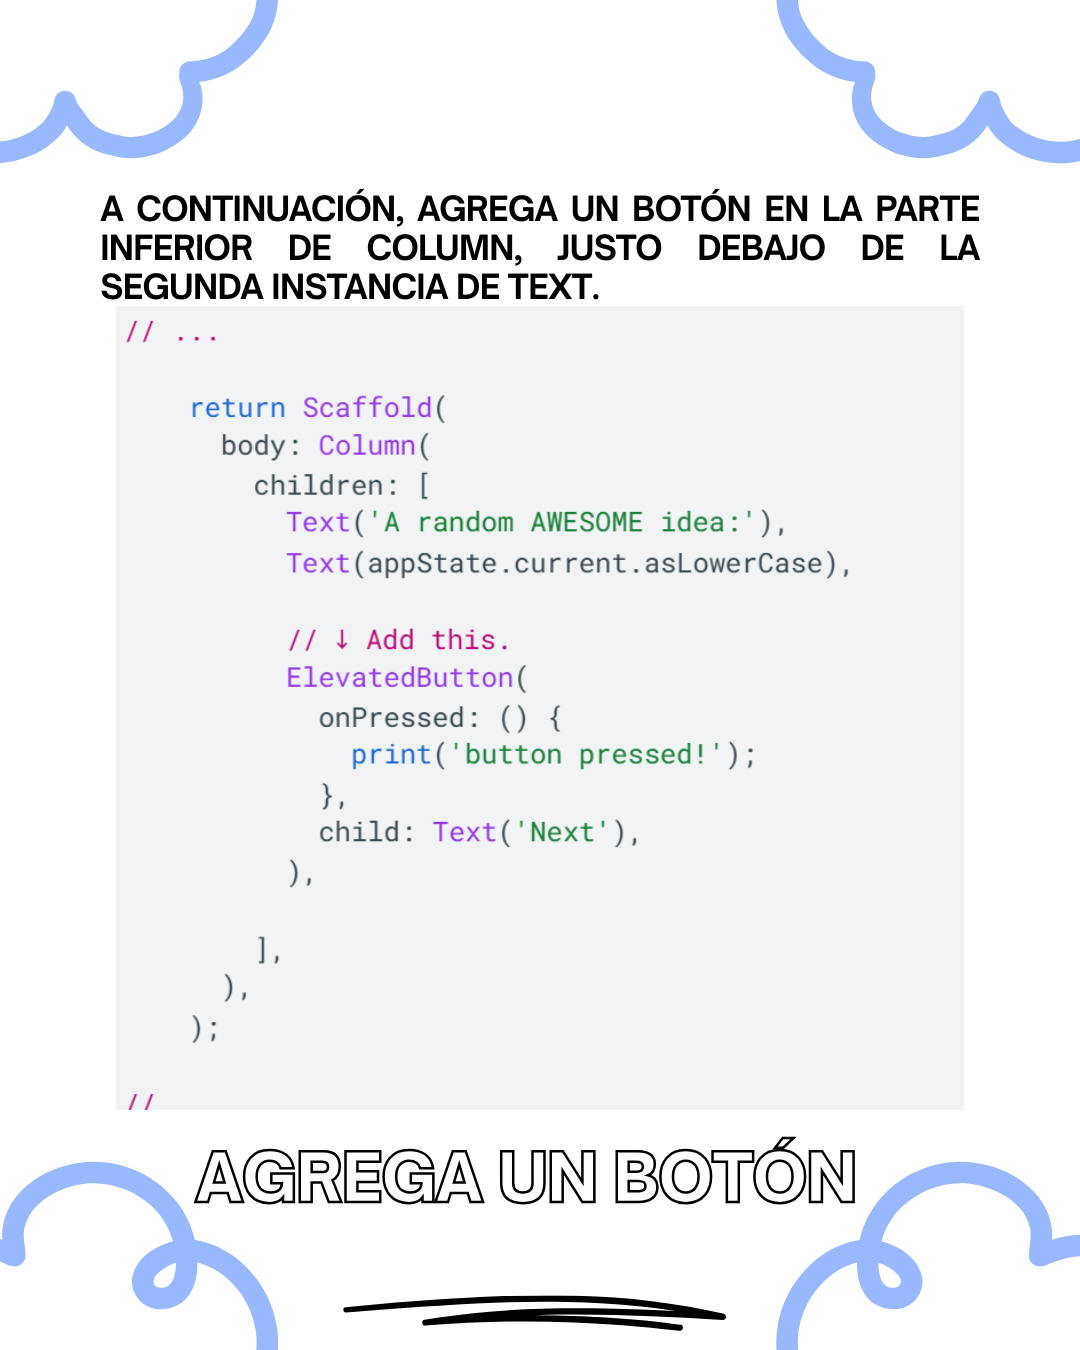 A CONTINUACIÓN, AGREGA UN BOTÓN EN LA PARTE
INFERIOR DE COLUMN, JUSTO DEBAJO DE LA
SEGUNDA INSTANCIA DE TEXT.
// ...
return Scaffold(
body: Column(
children: [
Text('A random AWESOME idea:'),
Text(appState.current.asLowerCase),
// ↓ Add this.
ElevatedButton(
onPressed: () {
print('button pressed!');
},
child: Text('Next'),
),
],
),
);
//
AGREGA UN BOTÓN